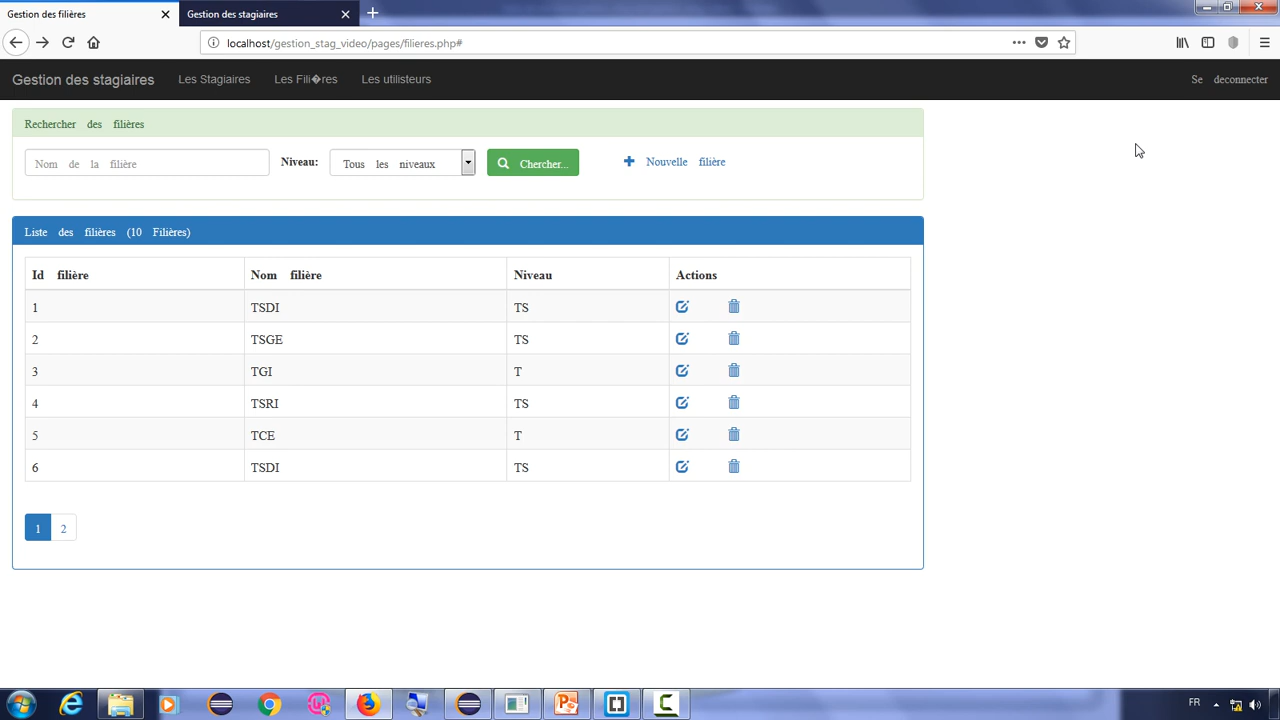 Gestion des filières
Gestion des stagiaires
localhost/gestion_stag_video/pages/filieres.php#
Gestion des stagiaires Les Stagiaires Les Fili�res Les utilisteurs Se deconnecter
Rechercher des filières
Nom de la filière Niveau: Tous les niveaux Chercher... Nouvelle filière
Liste des filières (10 Filières)
Id filière Nom filière Niveau Actions
1 TSDI TS
2 TSGE TS
3 TGI T
4 TSRI TS
5 TCE T
6 TSDI TS
1 2
FR